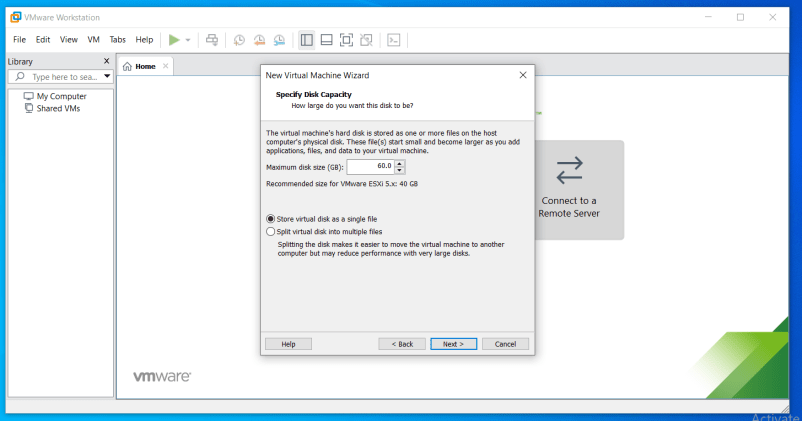 VMware Workstation
File Edit View VM Tabs Help
Library
Type here to sea...
My Computer
Shared VMs
Home
New Virtual Machine Wizard
Specify Disk Capacity
How large do you want this disk to be?
The virtual machine's hard disk is stored as one or more files on the host
computer's physical disk. These file(s) start small and become larger as you add
applications, files, and data to your virtual machine.
Maximum disk size (GB): 60.0
Recommended size for VMware ESXi 5.x: 40 GB
Store virtual disk as a single file
Split virtual disk into multiple files
Splitting the disk makes it easier to move the virtual machine to another
computer but may reduce performance with very large disks.
Help < Back Next > Cancel
Connect to a
Remote Server
vmware
Activate